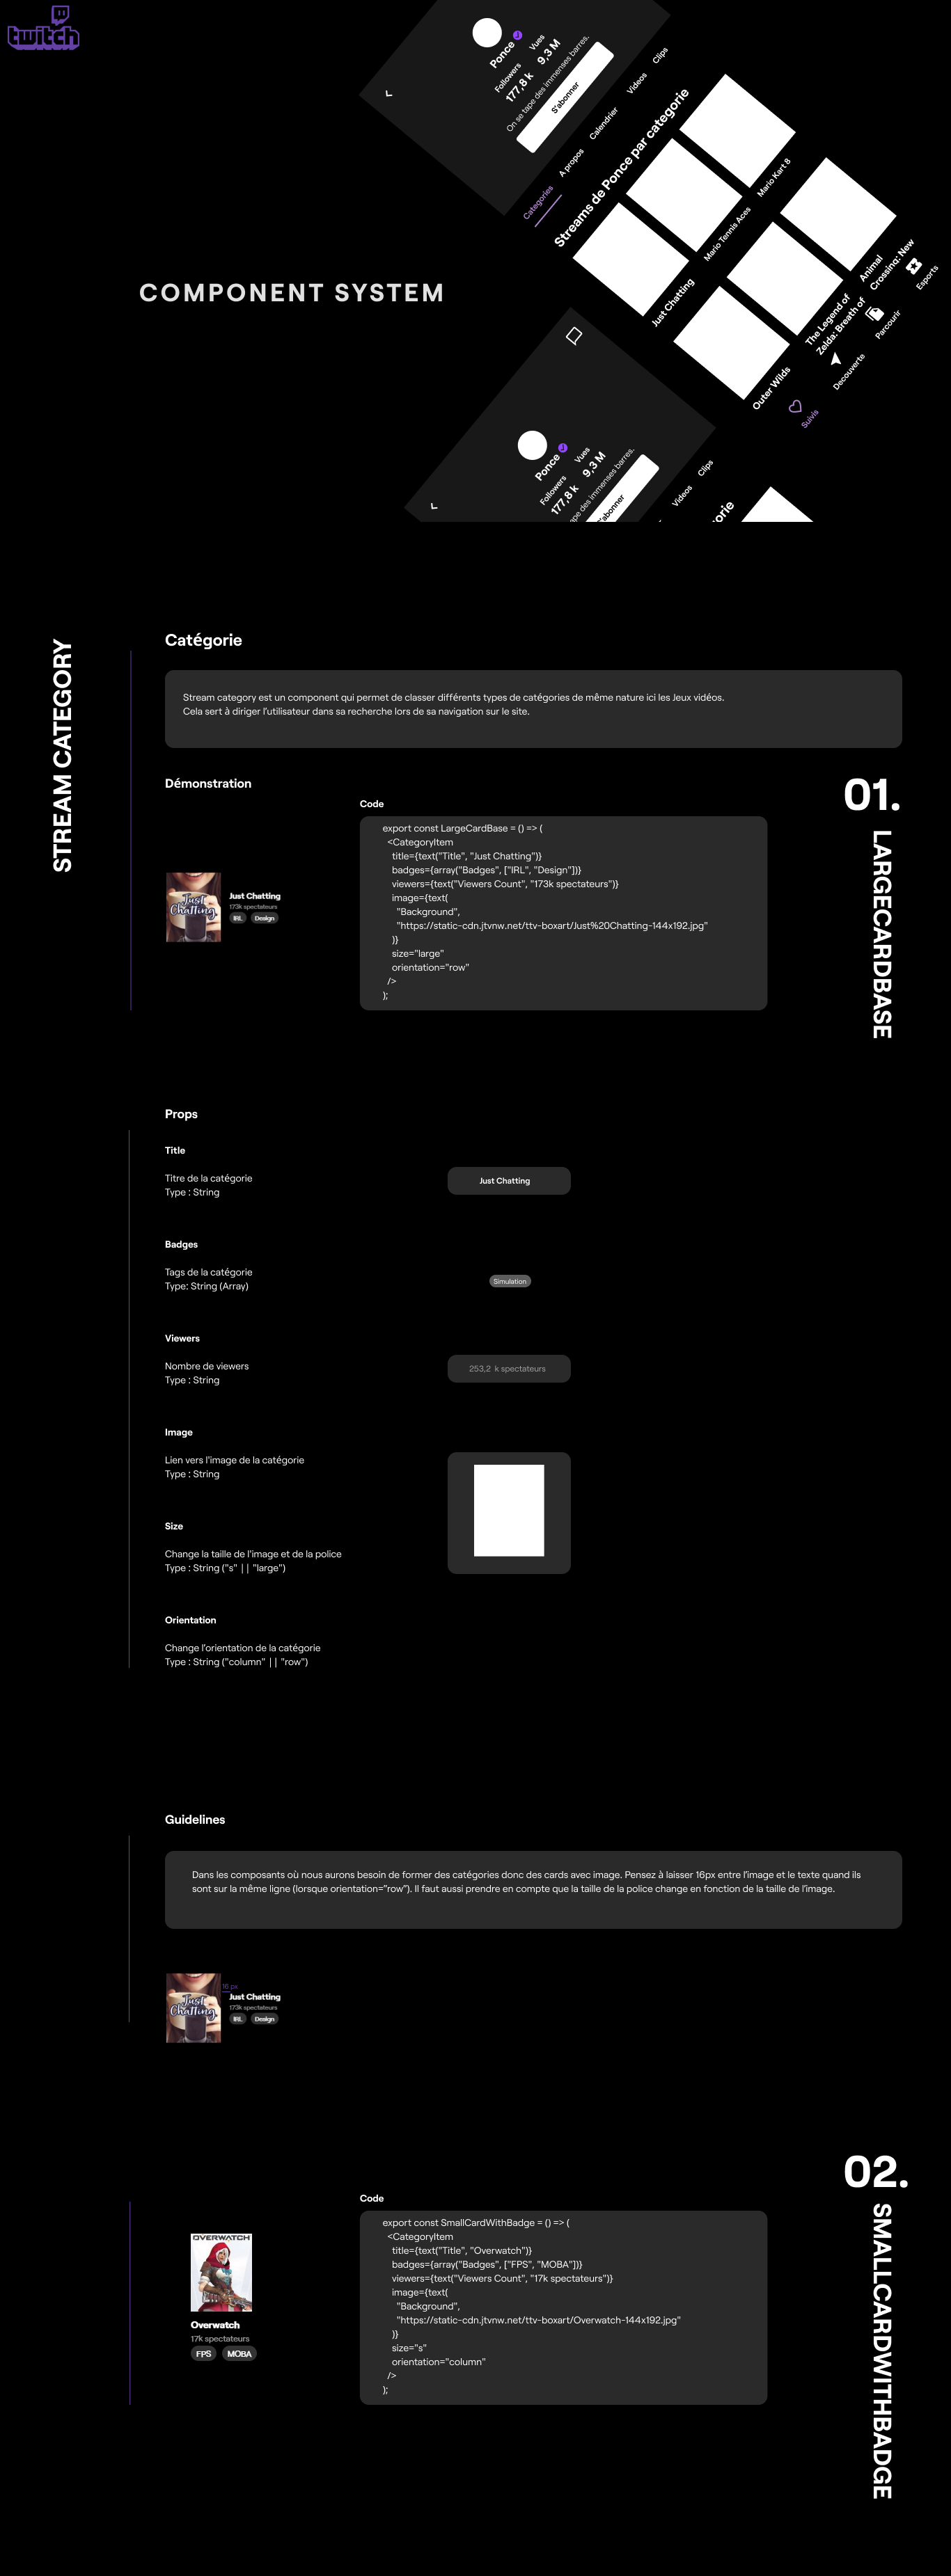 twitch
Ponce
Followers
Vues
177,8 k
9,3 M
On se tape des immenses barres.
S'abonner
Categories
A propos
Calendrier
Videos
Clips
Streams de Ponce par categorie
Just Chatting
Mario Tennis Aces
Mario Kart 8
Outer Wilds
The Legend of
Zelda: Breath of
Animal
Crossing: New
Suivis
Decouverte
Parcourir
Esports
COMPONENT SYSTEM
Ponce
Followers
Vues
177,8 k
9,3 M
ape des immenses barres.
S'abonner
Videos
Clips
orie
STREAM CATEGORY
Catégorie
Stream category est un component qui permet de classer différents types de catégories de même nature ici les Jeux vidéos.
Cela sert à diriger l'utilisateur dans sa recherche lors de sa navigation sur le site.
Démonstration
01.
LARGECARDBASE
Code
Just Chatting
Just Chatting
173k spectateurs
IRL Design
export const LargeCardBase = () => (
<CategoryItem
title={text("Title", "Just Chatting")}
badges={array("Badges", ["IRL", "Design"])}
viewers={text("Viewers Count", "173k spectateurs")}
image={text(
"Background",
"https://static-cdn.jtvnw.net/ttv-boxart/Just%20Chatting-144x192.jpg"
)}
size="large"
orientation="row"
/>
);
Props
Title
Titre de la catégorie
Type : String
Just Chatting
Badges
Tags de la catégorie
Type: String (Array)
Simulation
Viewers
Nombre de viewers
Type : String
253,2 k spectateurs
Image
Lien vers l'image de la catégorie
Type : String
Size
Change la taille de l'image et de la police
Type : String ("s" || "large")
Orientation
Change l'orientation de la catégorie
Type : String ("column" || "row")
Guidelines
Dans les composants où nous aurons besoin de former des catégories donc des cards avec image. Pensez à laisser 16px entre l'image et le texte quand ils
sont sur la même ligne (lorsque orientation="row"). Il faut aussi prendre en compte que la taille de la police change en fonction de la taille de l'image.
16 px
Just Chatting
Just Chatting
173k spectateurs
IRL Design
02.
SMALLCARDWITHBADGE
Code
OVERWATCH
Overwatch
17k spectateurs
FPS MOBA
export const SmallCardWithBadge = () => (
<CategoryItem
title={text("Title", "Overwatch")}
badges={array("Badges", ["FPS", "MOBA"])}
viewers={text("Viewers Count", "17k spectateurs")}
image={text(
"Background",
"https://static-cdn.jtvnw.net/ttv-boxart/Overwatch-144x192.jpg"
)}
size="s"
orientation="column"
/>
);